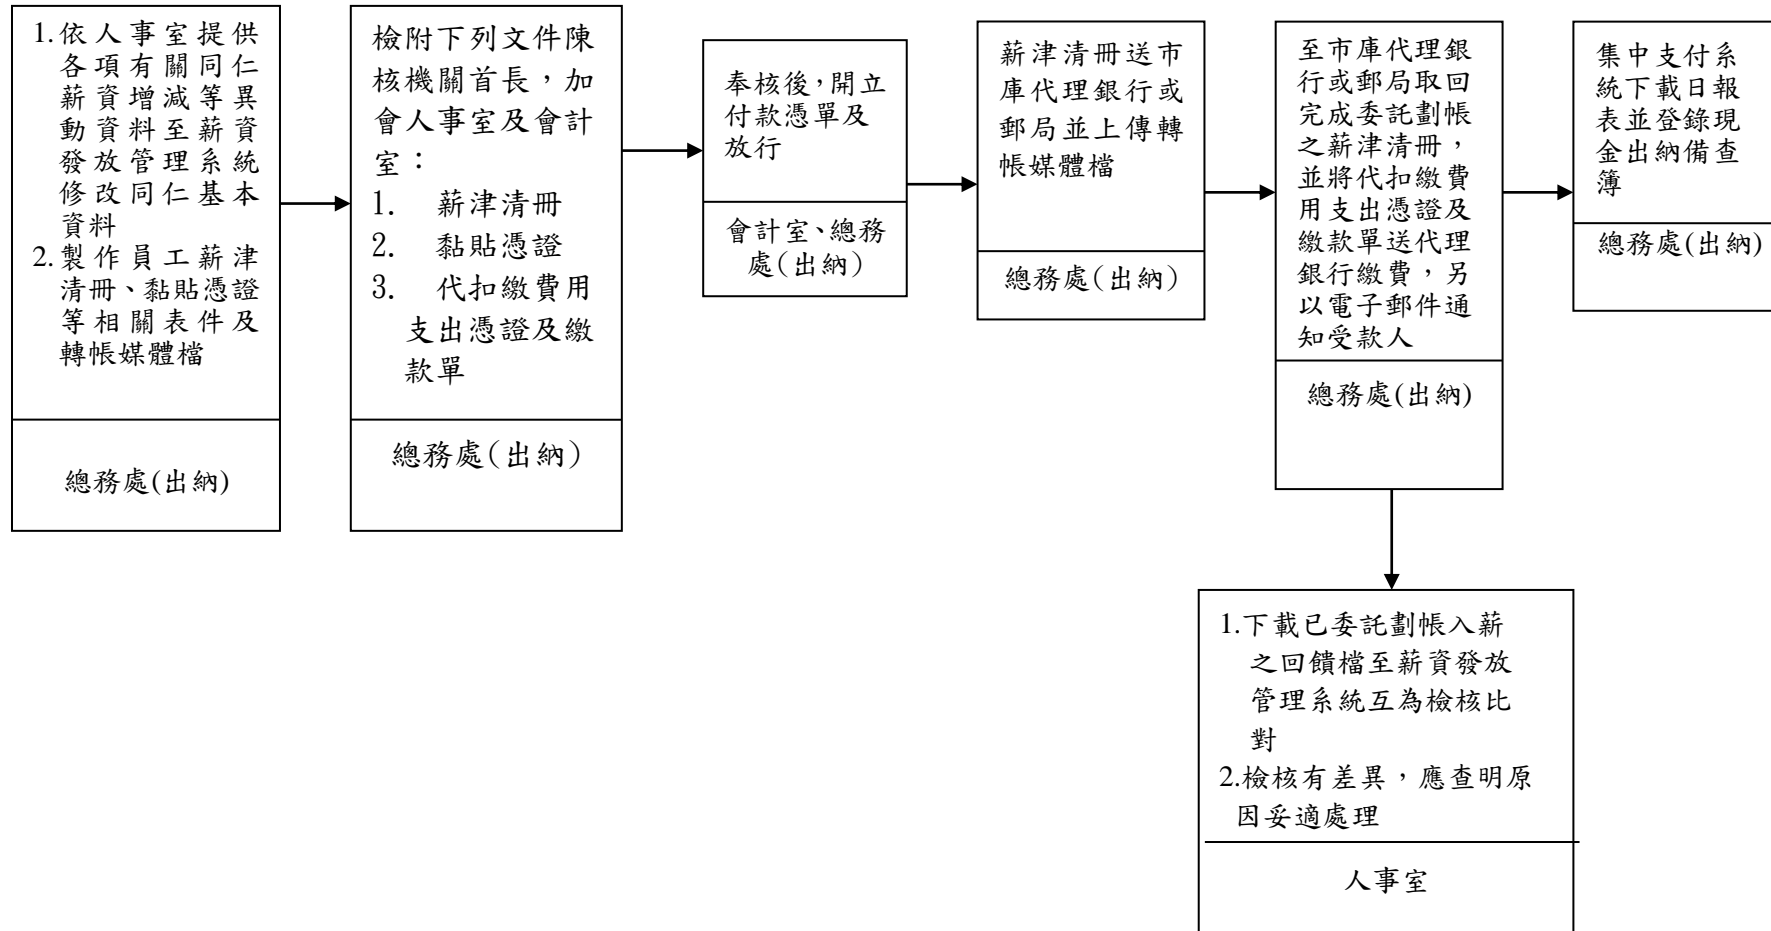 1.依人事室提供
各項有關同仁
薪資增減等異
動資料至薪資
發放管理系統
修改同仁基本
資料
2.製作員工薪津
清冊、黏貼憑證
等相關表件及
轉帳媒體檔
總務處(出納)
檢附下列文件陳
核機關首長，加
會人事室及會計
室：
1. 薪津清冊
2. 黏貼憑證
3. 代扣繳費用
支出憑證及繳
款單
總務處(出納)
奉核後，開立
付款憑單及
放行
會計室、總務
處(出納)
薪津清冊送市
庫代理銀行或
郵局並上傳轉
帳媒體檔
總務處(出納)
至市庫代理銀
行或郵局取回
完成委託劃帳
之薪津清冊，
並將代扣繳費
用支出憑證及
繳款單送代理
銀行繳費，另
以電子郵件通
知受款人
總務處(出納)
集中支付系
統下載日報
表並登錄現
金出納備查
簿
總務處(出納)
1.下載已委託劃帳入薪
之回饋檔至薪資發放
管理系統互為檢核比
對
2.檢核有差異，應查明原
因妥適處理
人事室